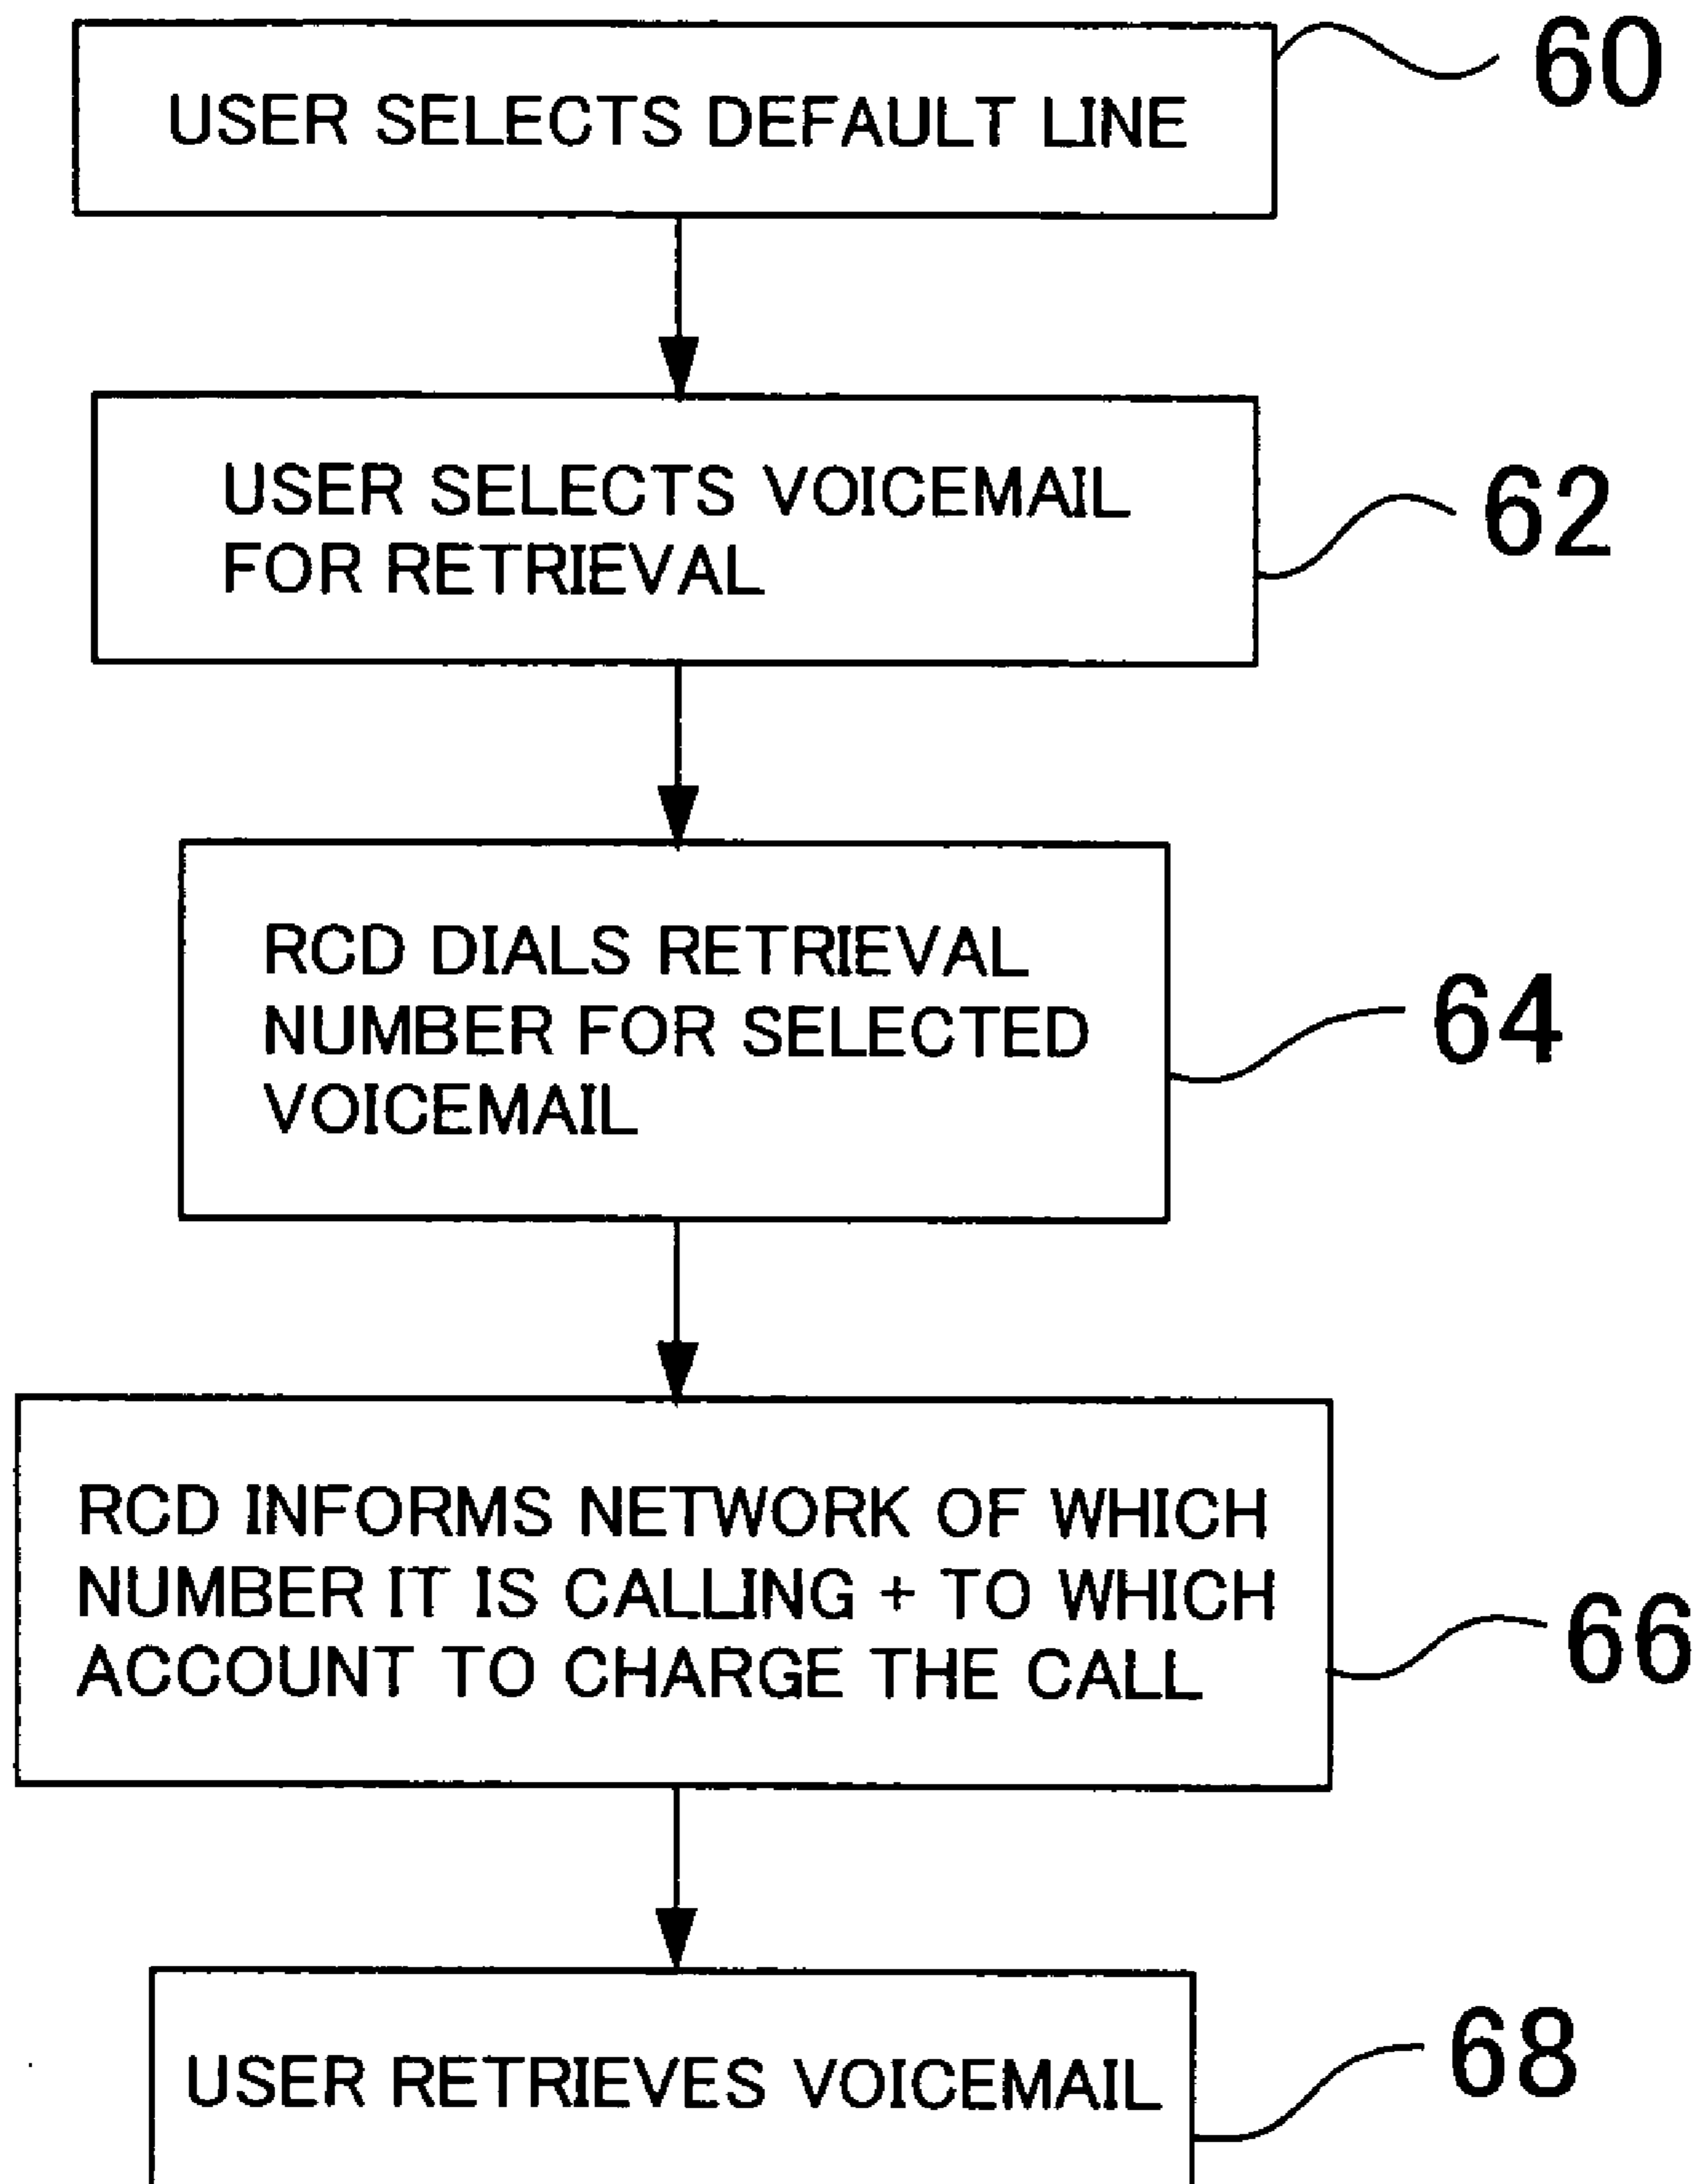 60
USER SELECTS DEFAULT LINE
USER SELECTS VOICEMAIL
FOR RETRIEVAL
62
RCD DIALS RETRIEVAL
NUMBER FOR SELECTED
VOICEMAIL
64
RCD INFORMS NETWORK OF WHICH
NUMBER IT IS CALLING + TO WHICH
ACCOUNT TO CHARGE THE CALL
66
USER RETRIEVES VOICEMAIL
68